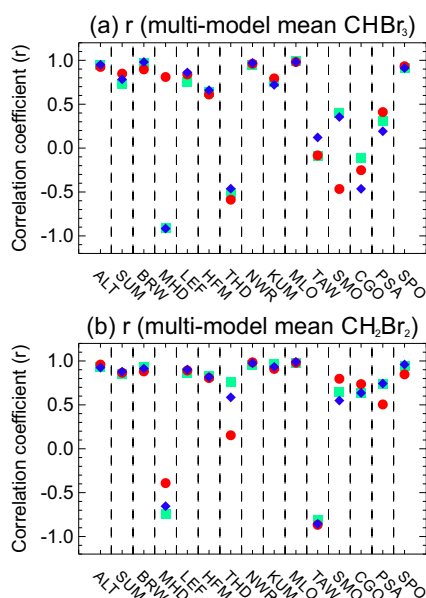 (a) r (multi-model mean CHBr₃)
Correlation coefficient (r)
1.0
0.5
0.0
-0.5
-1.0
ALT SUM BRW MHD LEF HFM THD NWR KUM MLO TAW SMO CGO PSA SPO
(b) r (multi-model mean CH₂Br₂)
Correlation coefficient (r)
1.0
0.5
0.0
-0.5
-1.0
ALT SUM BRW MHD LEF HFM THD NWR KUM MLO TAW SMO CGO PSA SPO